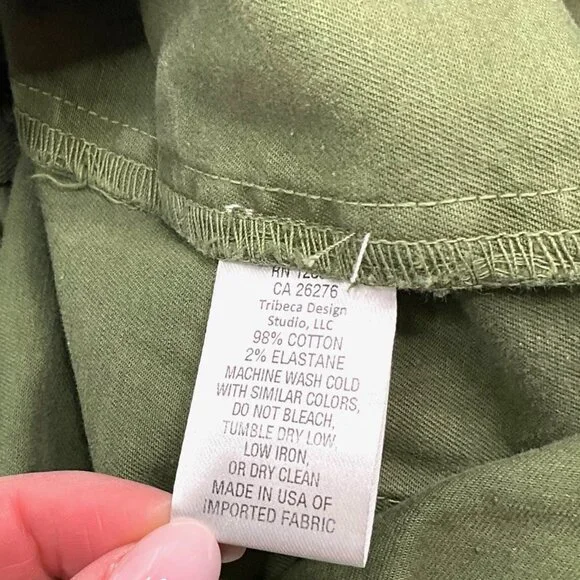 CA 26276
Tribeca Design
Studio, LLC
98% COTTON
2% ELASTANE
MACHINE WASH COLD
WITH SIMILAR COLORS,
DO NOT BLEACH,
TUMBLE DRY LOW,
LOW IRON,
OR DRY CLEAN
MADE IN USA OF
IMPORTED FABRIC